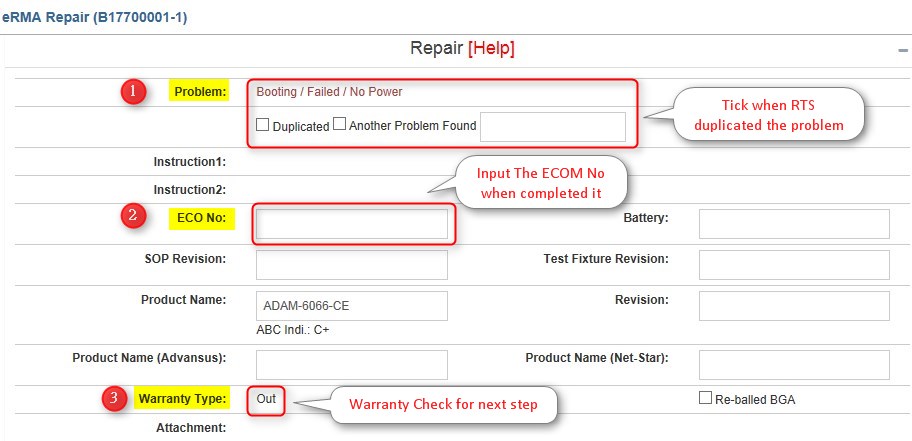 eRMA Repair (B17700001-1)
Repair [Help]
1 Problem: Booting / Failed / No Power
Tick when RTS
duplicated the problem
Duplicated Another Problem Found
Instruction1:
Input The ECOM No
when completed it
Instruction2:
2 ECO No: Battery:
SOP Revision: Test Fixture Revision:
Product Name: ADAM-6066-CE Revision:
ABC Indi.: C+
Product Name (Advansus): Product Name (Net-Star):
3 Warranty Type: Out Warranty Check for next step Re-balled BGA
Attachment: